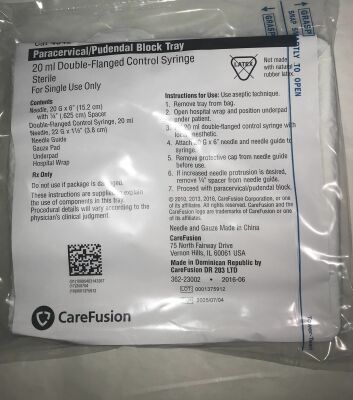 Paracervical/Pudendal Block Tray
20 ml Double-Flanged Control Syringe
Sterile
For Single Use Only
LATEX
Not made
with natural
rubber latex.
Contents
Needle, 20 G x 6" (15.2 cm)
with ¼" (.625 cm) Spacer
Double-Flanged Control Syringe, 20 ml
Needle, 22 G x 1½" (3.8 cm)
Needle Guide
Gauze Pad
Underpad
Hospital Wrap
Rx Only
Do not use if package is damaged.
These instructions are supplied to explain
the use of components in this tray.
Procedural details will vary according to the
physician's clinical judgment.
Instructions for Use: Use aseptic technique.
1. Remove tray from bag.
2. Open hospital wrap and position underpad
under patient.
20 ml double-flanged control syringe with
anesthetic.
4. Attach 20 G x 6" needle and needle guide to
syringe.
5. Remove protective cap from needle guide
before use.
6. If increased needle protrusion is desired,
remove ¼" spacer from needle guide.
7. Proceed with paracervical/pudendal block.
© 2010, 2013, 2016, CareFusion Corporation, or one
of its affiliates. All rights reserved. CareFusion and the
CareFusion logo are trademarks of CareFusion or one of
its affiliates.
Needle and Gauze Made in China
CareFusion
75 North Fairway Drive
Vernon Hills, IL 60061 USA
Made in Dominican Republic by
CareFusion DR 203 LTD
362-23002 • 2016-06
LOT 0001375912
2025/07/04
CareFusion
GRASP
TO OPEN